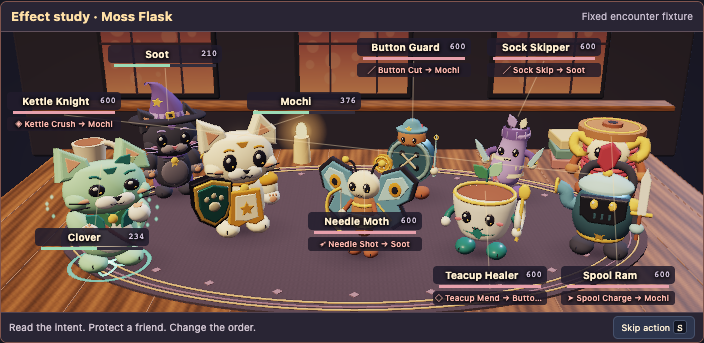 Effect study · Moss Flask
Fixed encounter fixture
Soot 210
Button Guard 600
Button Cut → Mochi
Sock Skipper 600
Sock Skip → Soot
Kettle Knight 600
Kettle Crush → Mochi
Mochi 376
Needle Moth 600
Needle Shot → Soot
Clover 234
Teacup Healer 600
Teacup Mend → Butto...
Spool Ram 600
Spool Charge → Mochi
Read the intent. Protect a friend. Change the order.
Skip action S